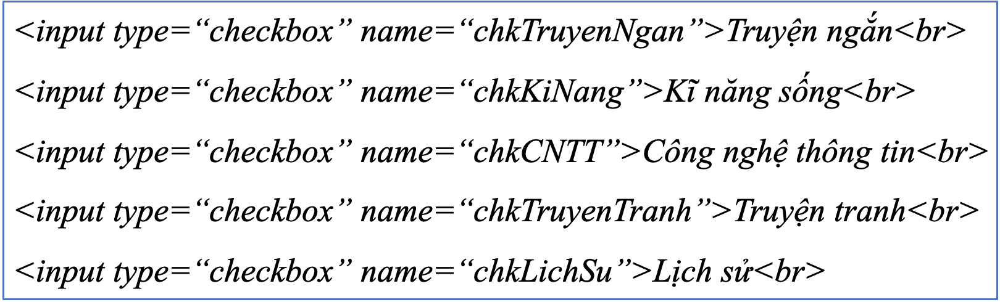 <input type=“checkbox” name=“chkTruyenNgan”>Truyện ngắn<br>
<input type=“checkbox” name=“chkKiNang”>Kĩ năng sống<br>
<input type=“checkbox” name=“chkCNTT”>Công nghệ thông tin<br>
<input type=“checkbox” name=“chkTruyenTranh”>Truyện tranh<br>
<input type=“checkbox” name=“chkLichSu”>Lịch sử<br>